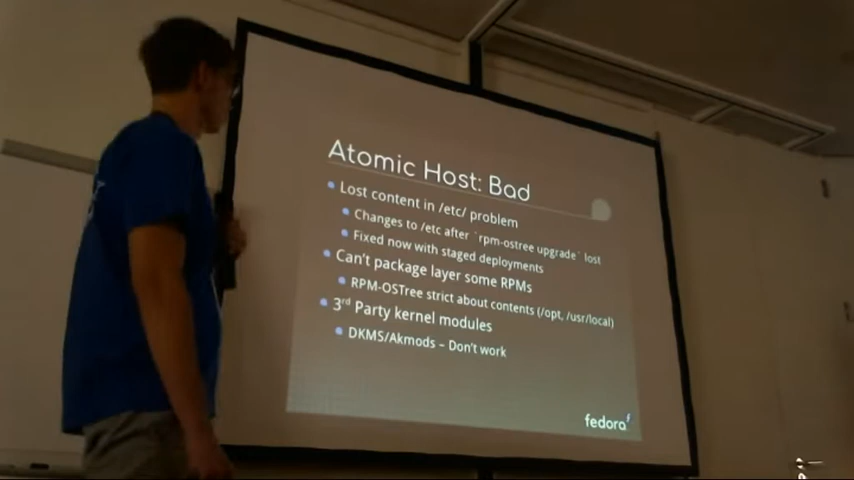 Atomic Host: Bad
Lost content in /etc/ problem
Changes to /etc after `rpm-ostree upgrade` lost
Fixed now with staged deployments
Can't package layer some RPMs
RPM-OSTree strict about contents (/opt, /usr/local)
3rd Party kernel modules
DKMS/Akmods – Don't work
fedora